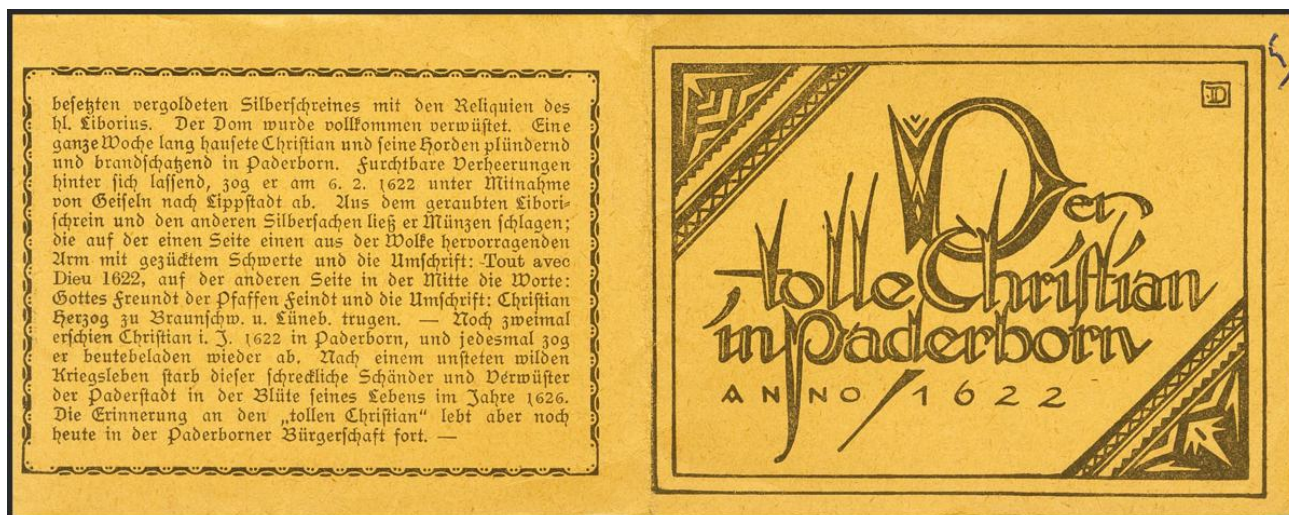 besetzten vergoldeten Silberschreines mit den Reliquien des
hl. Liborius. Der Dom wurde vollkommen verwüstet. Eine
ganze Woche lang hausete Christian und seine Horden plündernd
und brandschatzend in Paderborn. Furchtbare Verheerungen
hinter sich lassend, zog er am 6. 2. 1622 unter Mitnahme
von Geiseln nach Lippstadt ab. Aus dem geraubten Libori-
schrein und den anderen Silbersachen ließ er Münzen schlagen;
die auf der einen Seite einen aus der Wolke hervorragenden
Arm mit gezücktem Schwerte und die Umschrift: Tout avec
Dieu 1622, auf der anderen Seite in der Mitte die Worte:
Gottes Freundt der Pfaffen Feindt und die Umschrift: Christian
Herzog zu Braunschw. u. Lüneb. trugen. — Noch zweimal
erschien Christian i. J. 1622 in Paderborn, und jedesmal zog
er beutebeladen wieder ab. Nach einem unsteten wilden
Kriegsleben starb dieser schreckliche Schänder und Verwüster
der Paderstadt in der Blüte seines Lebens im Jahre 1626.
Die Erinnerung an den „tollen Christian" lebt aber noch
heute in der Paderborner Bürgerschaft fort. —
Der
tolle Christian
in Paderborn
ANNO 1622